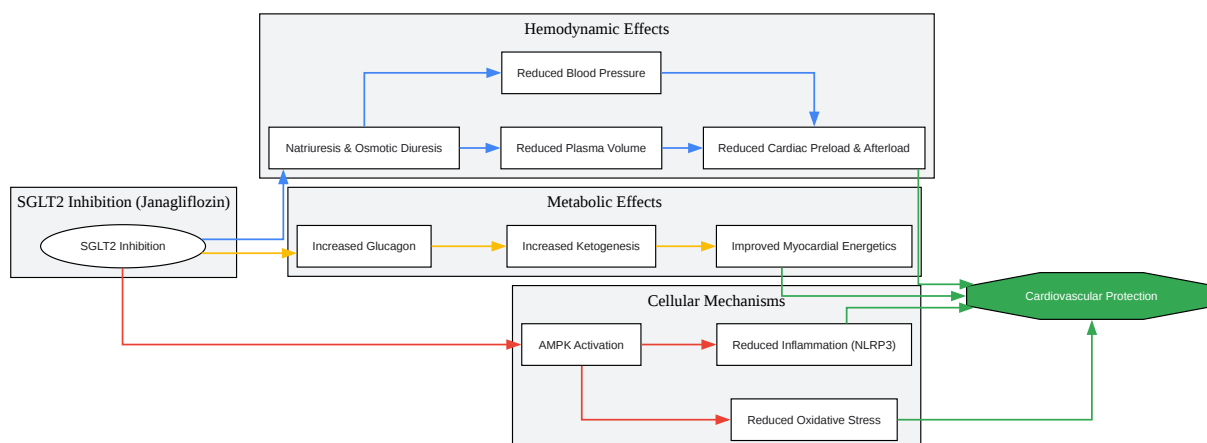 Hemodynamic Effects
Reduced Blood Pressure
Natriuresis & Osmotic Diuresis
Reduced Plasma Volume
Reduced Cardiac Preload & Afterload
SGLT2 Inhibition (Janagliflozin)
SGLT2 Inhibition
Metabolic Effects
Increased Glucagon
Increased Ketogenesis
Improved Myocardial Energetics
Cardiovascular Protection
Cellular Mechanisms
AMPK Activation
Reduced Inflammation (NLRP3)
Reduced Oxidative Stress